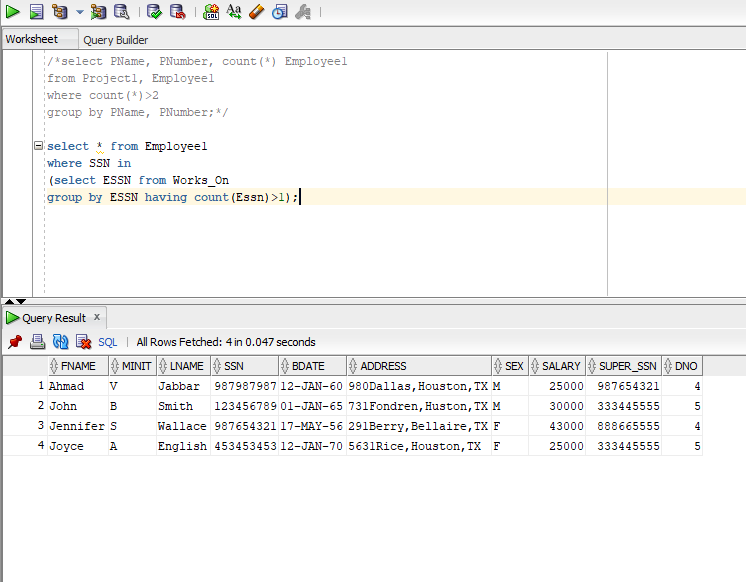 SQL
Aa
Worksheet Query Builder
/*select PName, PNumber, count(*) Employee1
from Project1, Employee1
where count(*)>2
group by PName, PNumber;*/
select * from Employee1
where SSN in
(select ESSN from Works_On
group by ESSN having count(Essn)>1);
Query Result x
SQL | All Rows Fetched: 4 in 0.047 seconds
FNAME MINIT LNAME SSN BDATE ADDRESS SEX SALARY SUPER_SSN DNO
1 Ahmad V Jabbar 987987987 12-JAN-60 980Dallas,Houston,TX M 25000 987654321 4
2 John B Smith 123456789 01-JAN-65 731Fondren,Huston,TX M 30000 333445555 5
3 Jennifer S Wallace 987654321 17-MAY-56 291Berry,Bellaire,TX F 43000 888665555 4
4 Joyce A English 453453453 12-JAN-70 5631Rice,Houston,TX F 25000 333445555 5